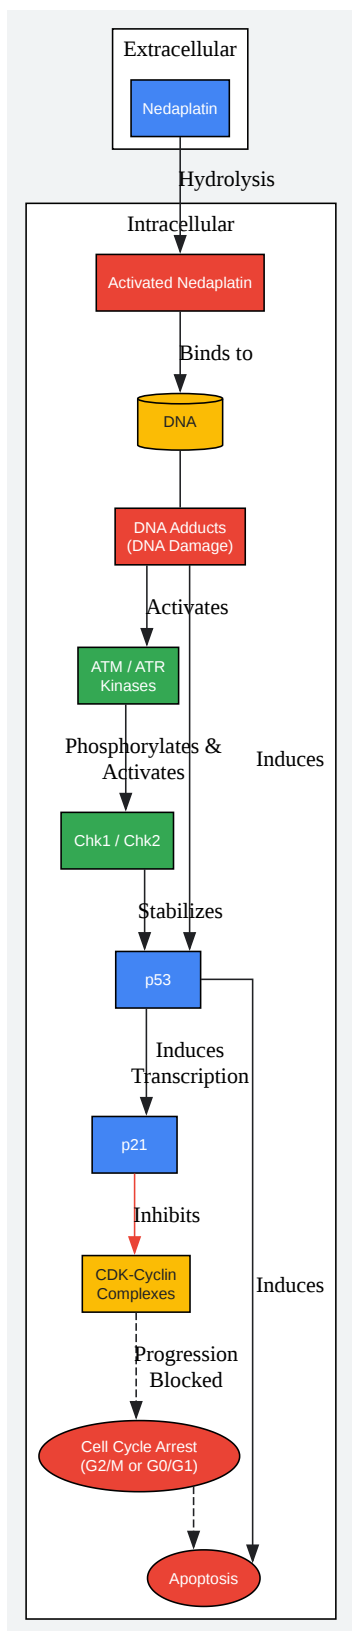 Extracellular
Nedaplatin
Hydrolysis
Intracellular
Activated Nedaplatin
Binds to
DNA
DNA Adducts
(DNA Damage)
Activates
ATM / ATR
Kinases
Phosphorylates &
Activates
Induces
Chk1 / Chk2
Stabilizes
p53
Induces
Transcription
p21
Inhibits
CDK-Cyclin
Complexes
Induces
Progression
Blocked
Cell Cycle Arrest
(G2/M or G0/G1)
Apoptosis